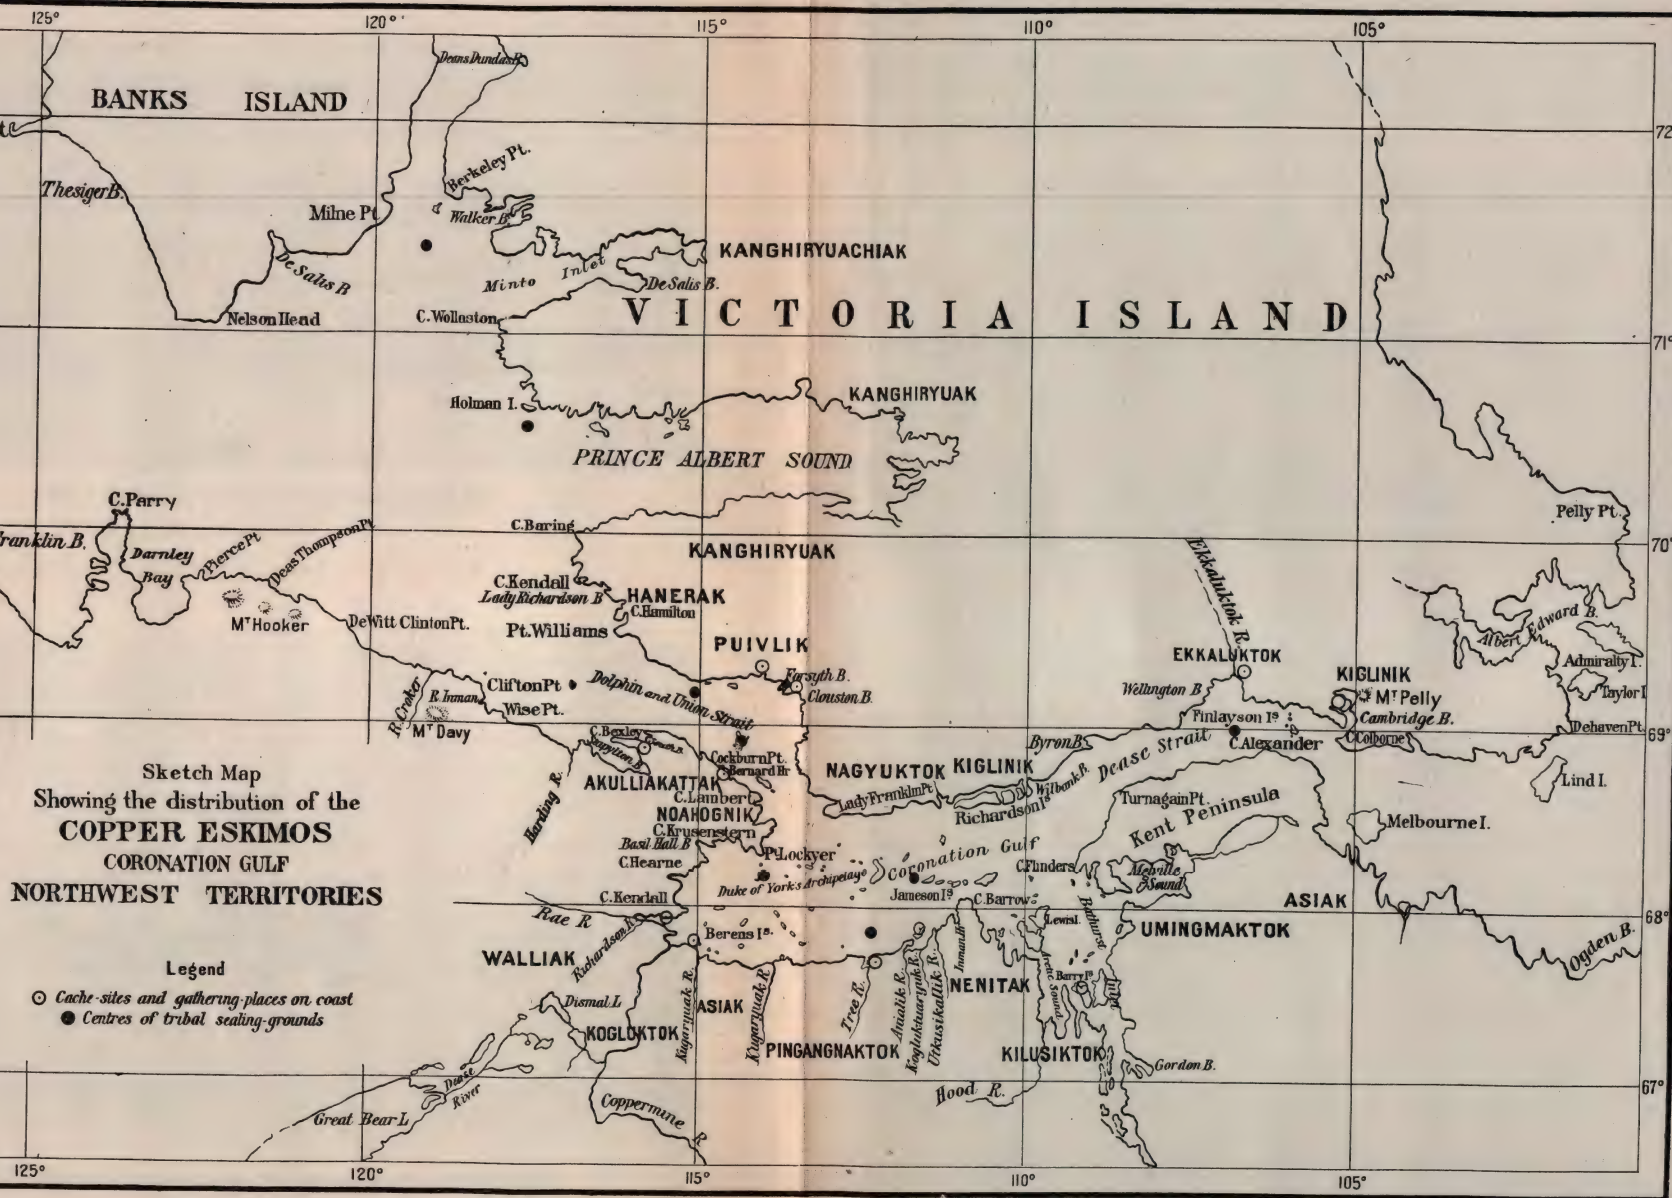 125° 120° 115° 110° 105°
Deans Dundas B.
BANKS ISLAND
72
Berkeley Pt.
Thesiger B.
Milne Pt
Walker B.
KANGHIRYUACHIAK
De Salis B
Minto Inlet
De Salis B.
Nelson Head
C. Wollaston
VICTORIA ISLAND
71°
Holman I.
KANGHIRYUAK
PRINCE ALBERT SOUND
C. Parry
Pelly Pt.
Franklin B.
Darnley
Bay
Pierce Pt
Deas Thompson Pt
C. Baring
70°
KANGHIRYUAK
Ekkaluktok R.
C. Kendall
Lady Richardson B
HANERAK
C. Hamilton
Mt Hooker
De Witt Clinton Pt.
Pt. Williams
Albert Edward B.
PUIVLIK
EKKALUKTOK
Admiralty I.
Forsyth B.
KIGLINIK
Mt Pelly
R. Croker
R. Inman
Clifton Pt
Dolphin and Union Strait
Clouston B.
Wellington B
Taylor I
Wise Pt.
Finlayson Is
Cambridge B.
Mt Davy
C. Bexley
Byron B.
Dease Strait
C. Alexander
C. Colborne
Dehaven Pt.
69°
Cockburn Pt.
Bernard Hr
Sketch Map
Showing the distribution of the
COPPER ESKIMOS
CORONATION GULF
NORTHWEST TERRITORIES
Harding R.
AKULLIAKATTAK
NAGYUKTOK
KIGLINIK
Wilbank B.
Lind I.
C. Lambert
Lady Franklin Pt
Richardson Is
Turnagain Pt.
Kent Peninsula
NOAHOGNIK
Melbourne I.
C. Krusenstern
Basil Hall B
C. Hearne
Pt Lockyer
Coronation Gulf
C. Flinders
Melville
Sound
Duke of York's Archipelago
Jameson Is
C. Kendall
C. Barrow
Bathurst
Inlet
ASIAK
Rae R
Lewis I.
68°
Richardson R
Berens Is.
UMINGMAKTOK
WALLIAK
Inman Hr
Arctic Sound
Ogden B.
Legend
Cache-sites and gathering-places on coast
Centres of tribal sealing-grounds
Barry Is
NENITAK
Dismal L
Kugaryuak R.
ASIAK
Kugaryuak R
Tree R.
Anialik R.
Kogluktuaryuk R.
Utkusikallik R.
KOGLUKTOK
PINGANGNAKTOK
KILUSIKTOK
Gordon B.
Dease
River
Hood R.
67°
Great Bear L
Coppermine R
125° 120° 115° 110° 105°